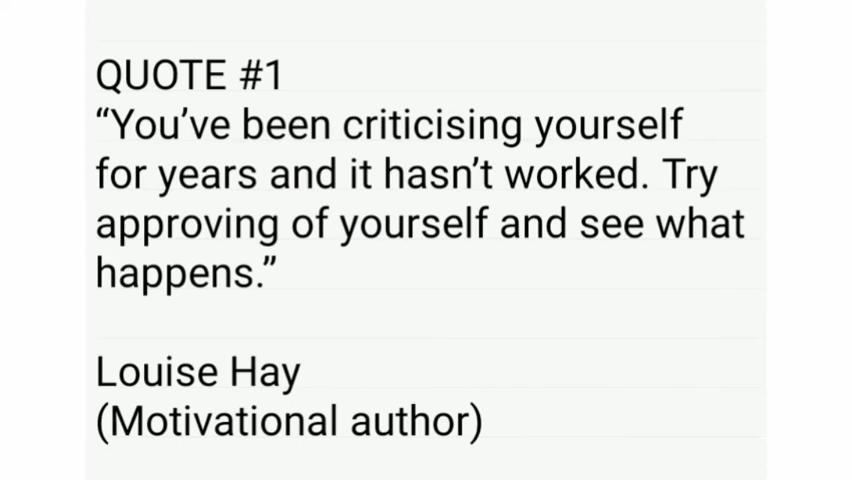 QUOTE #1
“You’ve been criticising yourself
for years and it hasn’t worked. Try
approving of yourself and see what
happens.”
Louise Hay
(Motivational author)